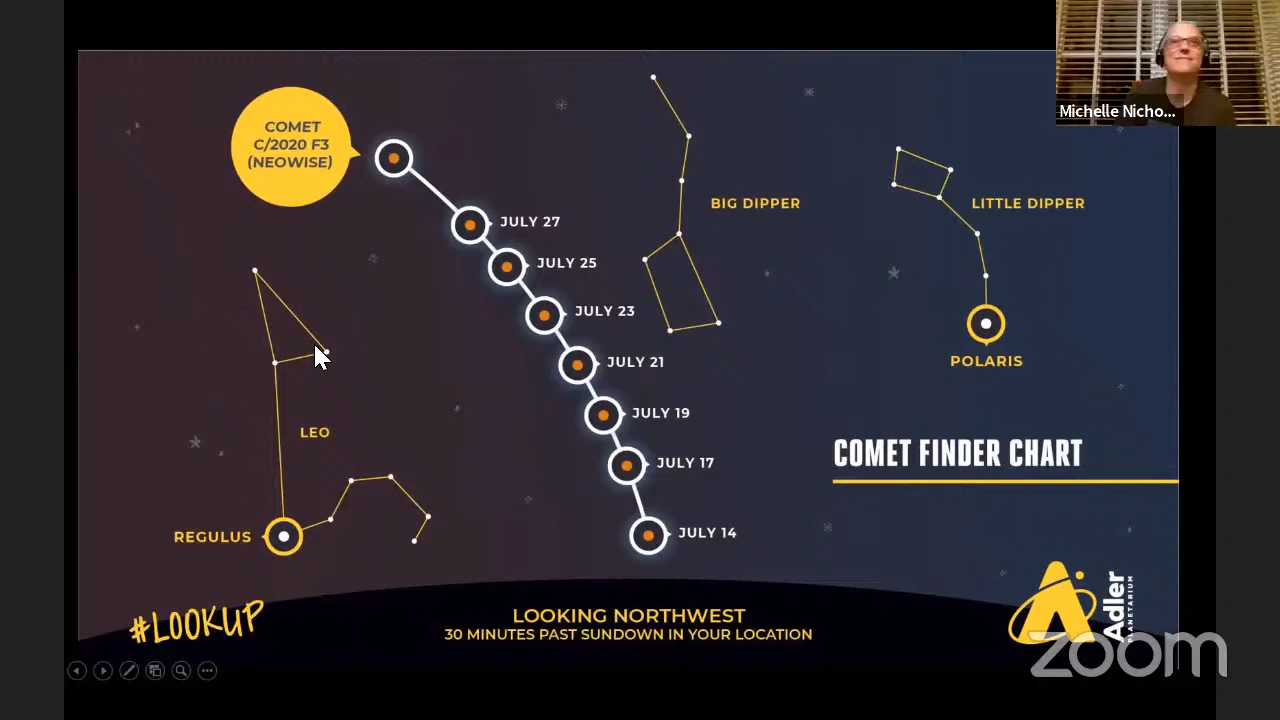 Michelle Nicho...
COMET
C/2020 F3
(NEOWISE)
JULY 27
JULY 25
JULY 23
JULY 21
JULY 19
JULY 17
JULY 14
BIG DIPPER
LITTLE DIPPER
POLARIS
LEO
REGULUS
COMET FINDER CHART
#LOOKUP
LOOKING NORTHWEST
30 MINUTES PAST SUNDOWN IN YOUR LOCATION
Adler
PLANETARIUM
zoom